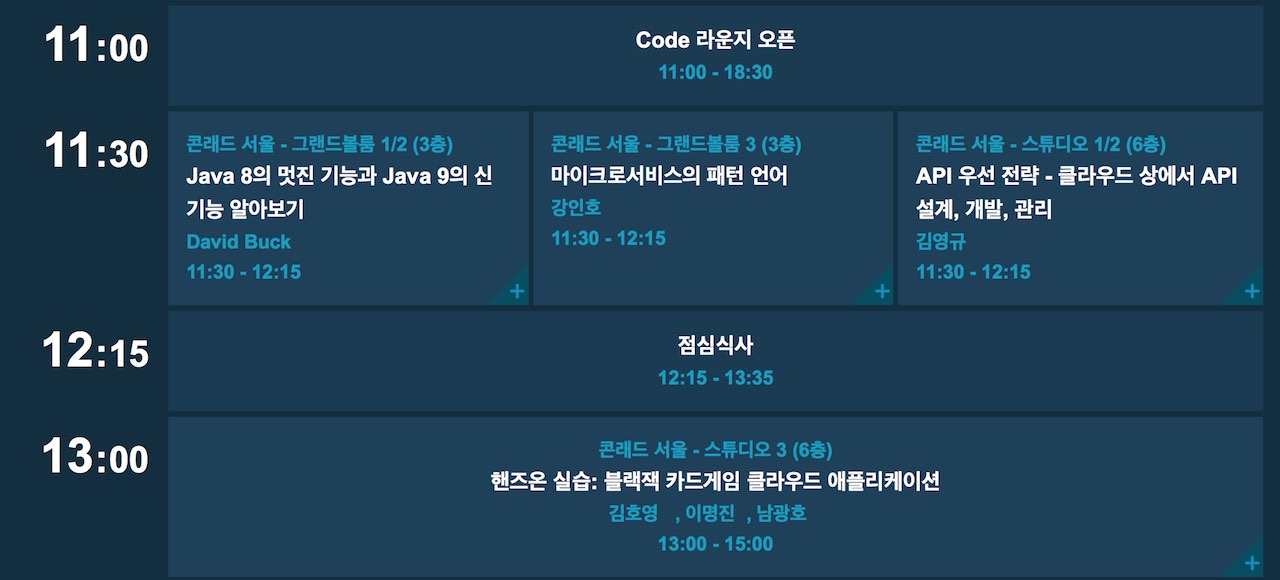 11:00
Code 라운지 오픈
11:00 - 18:30
11:30
콘래드 서울 - 그랜드볼룸 1/2 (3층)
Java 8의 멋진 기능과 Java 9의 신
기능 알아보기
David Buck
11:30 - 12:15
+
콘래드 서울 - 그랜드볼룸 3 (3층)
마이크로서비스의 패턴 언어
강인호
11:30 - 12:15
+
콘래드 서울 - 스튜디오 1/2 (6층)
API 우선 전략 - 클라우드 상에서 API
설계, 개발, 관리
김영규
11:30 - 12:15
+
12:15
점심식사
12:15 - 13:35
13:00
콘래드 서울 - 스튜디오 3 (6층)
핸즈온 실습: 블랙잭 카드게임 클라우드 애플리케이션
김호영 , 이명진 , 남광호
13:00 - 15:00
+